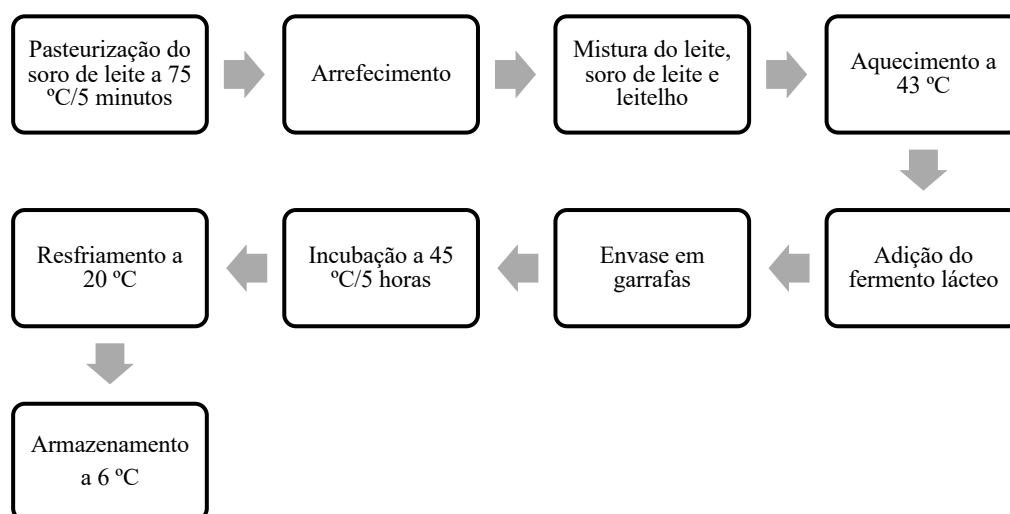 Pasteurização do
soro de leite a 75
ºC/5 minutos
Arrefecimento
Mistura do leite,
soro de leite e
leitelho
Aquecimento a
43 ºC
Adição do
fermento lácteo
Envase em
garrafas
Incubação a 45
ºC/5 horas
Resfriamento a
20 ºC
Armazenamento
a 6 ºC